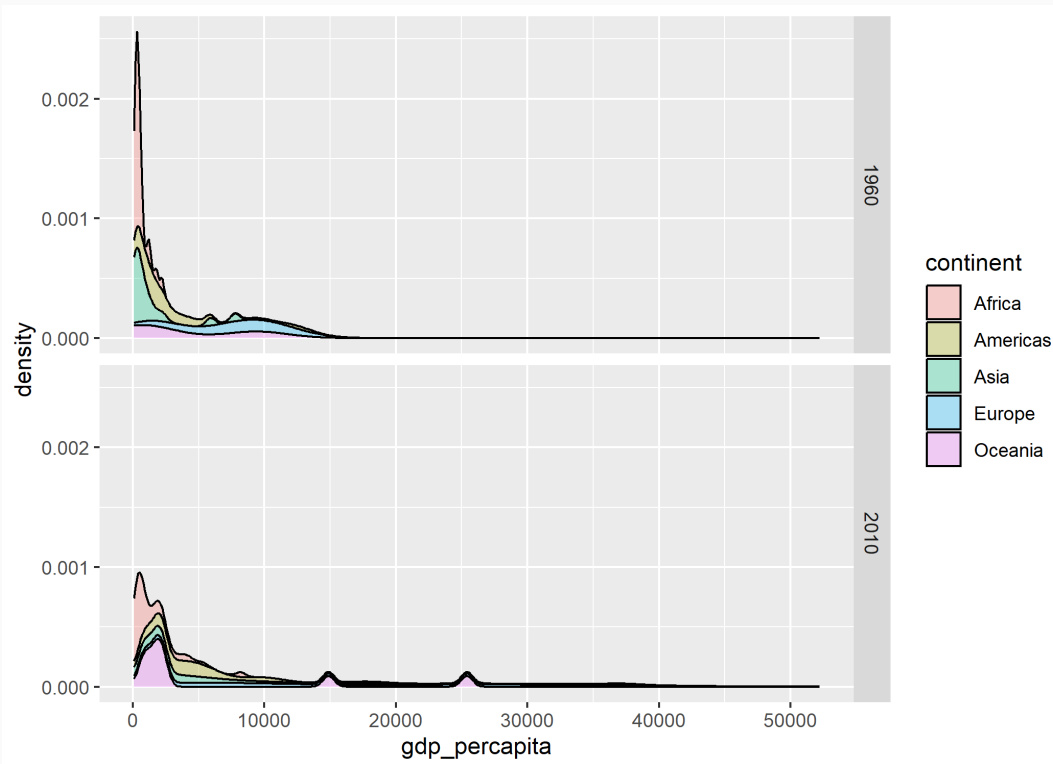 0.002
0.001
0.000
1960
0.002
0.001
0.000
2010
0
10000
20000
30000
40000
50000
gdp_percapita
density
continent
Africa
Americas
Asia
Europe
Oceania